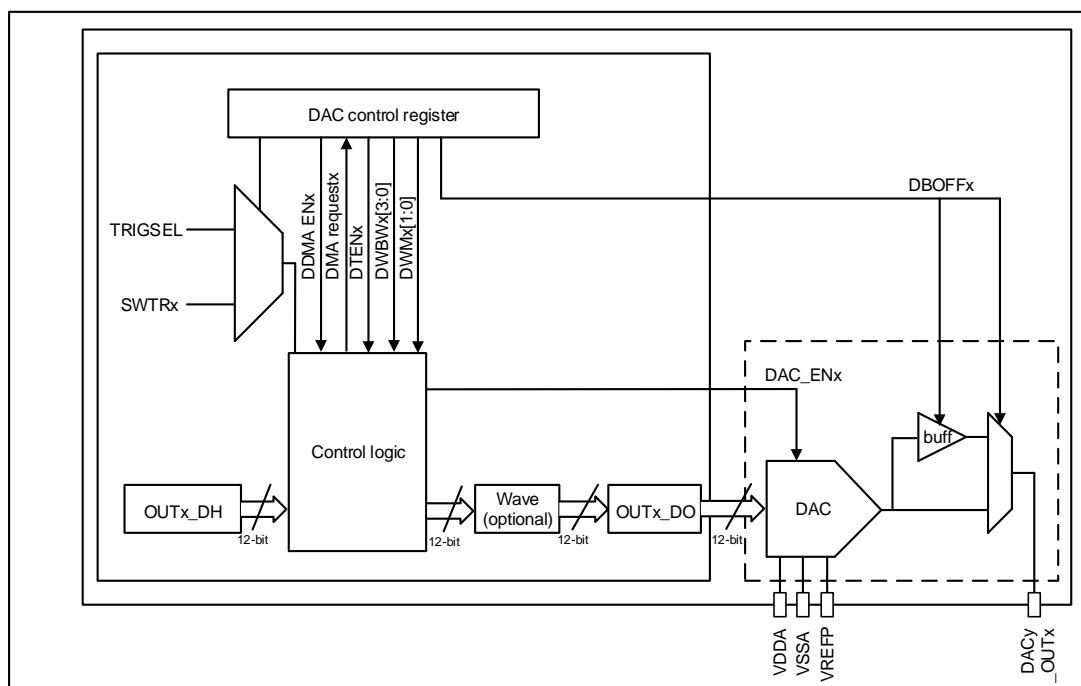 DAC control register
DBOFFx
TRIGSEL
SWTRx
DDMA ENx
DMA requestx
DTENx
DWBWx[3:0]
DWMx[1:0]
DAC_ENx
buff
Control logic
OUTx_DH
12-bit
12-bit
Wave
(optional)
12-bit
OUTx_DO
12-bit
DAC
VDDA
VSSA
VREFP
DACy
_OUTx